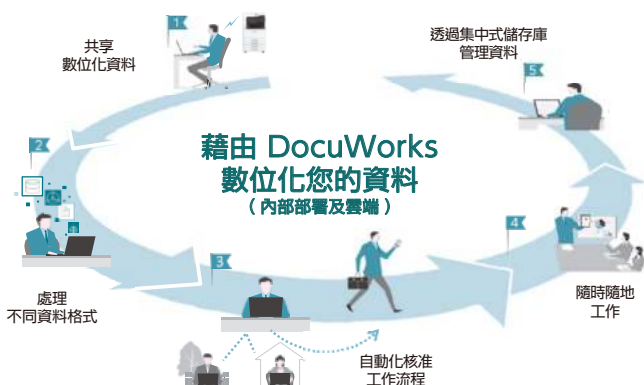 1
共享
數位化資料
透過集中式儲存庫
管理資料
5
2
藉由 DocuWorks
數位化您的資料
（內部部署及雲端）
4
3
處理
不同資料格式
隨時隨地
工作
自動化核准
工作流程